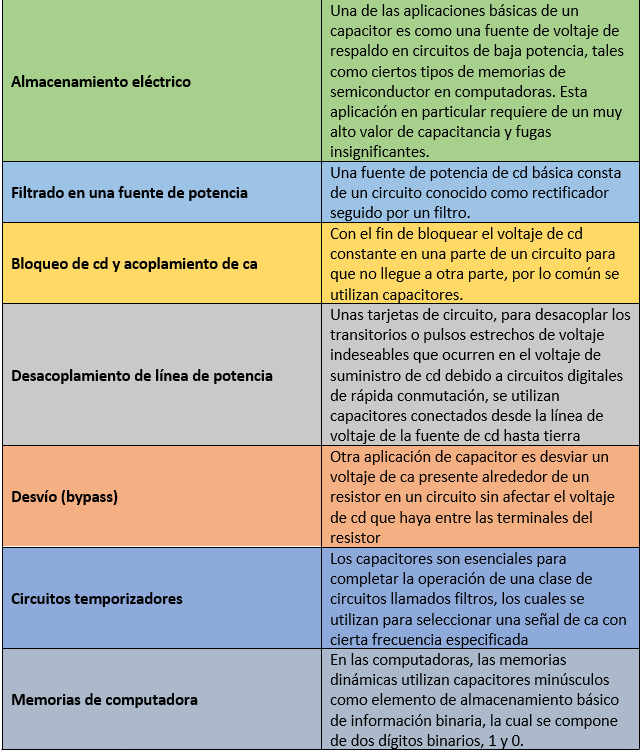 Almacenamiento eléctrico
Una de las aplicaciones básicas de un
capacitor es como una fuente de voltaje de
respaldo en circuitos de baja potencia, tales
como ciertos tipos de memorias de
semiconductor en computadoras. Esta
aplicación en particular requiere de un muy
alto valor de capacitancia y fugas
insignificantes.
Filtrado en una fuente de potencia
Una fuente de potencia de cd básica consta
de un circuito conocido como rectificador
seguido por un filtro.
Bloqueo de cd y acoplamiento de ca
Con el fin de bloquear el voltaje de cd
constante en una parte de un circuito para
que no llegue a otra parte, por lo común se
utilizan capacitores.
Desacoplamiento de línea de potencia
Unas tarjetas de circuito, para desacoplar los
transitorios o pulsos estrechos de voltaje
indeseables que ocurren en el voltaje de
suministro de cd debido a circuitos digitales
de rápida conmutación, se utilizan
capacitores conectados desde la línea de
voltaje de la fuente de cd hasta tierra
Desvío (bypass)
Otra aplicación de capacitor es desviar un
voltaje de ca presente alrededor de un
resistor en un circuito sin afectar el voltaje
de cd que haya entre las terminales del
resistor
Circuitos temporizadores
Los capacitores son esenciales para
completar la operación de una clase de
circuitos llamados filtros, los cuales se
utilizan para seleccionar una señal de ca con
cierta frecuencia especificada
Memorias de computadora
En las computadoras, las memorias
dinámicas utilizan capacitores minúsculos
como elemento de almacenamiento básico
de información binaria, la cual se compone
de dos dígitos binarios, 1 y 0.